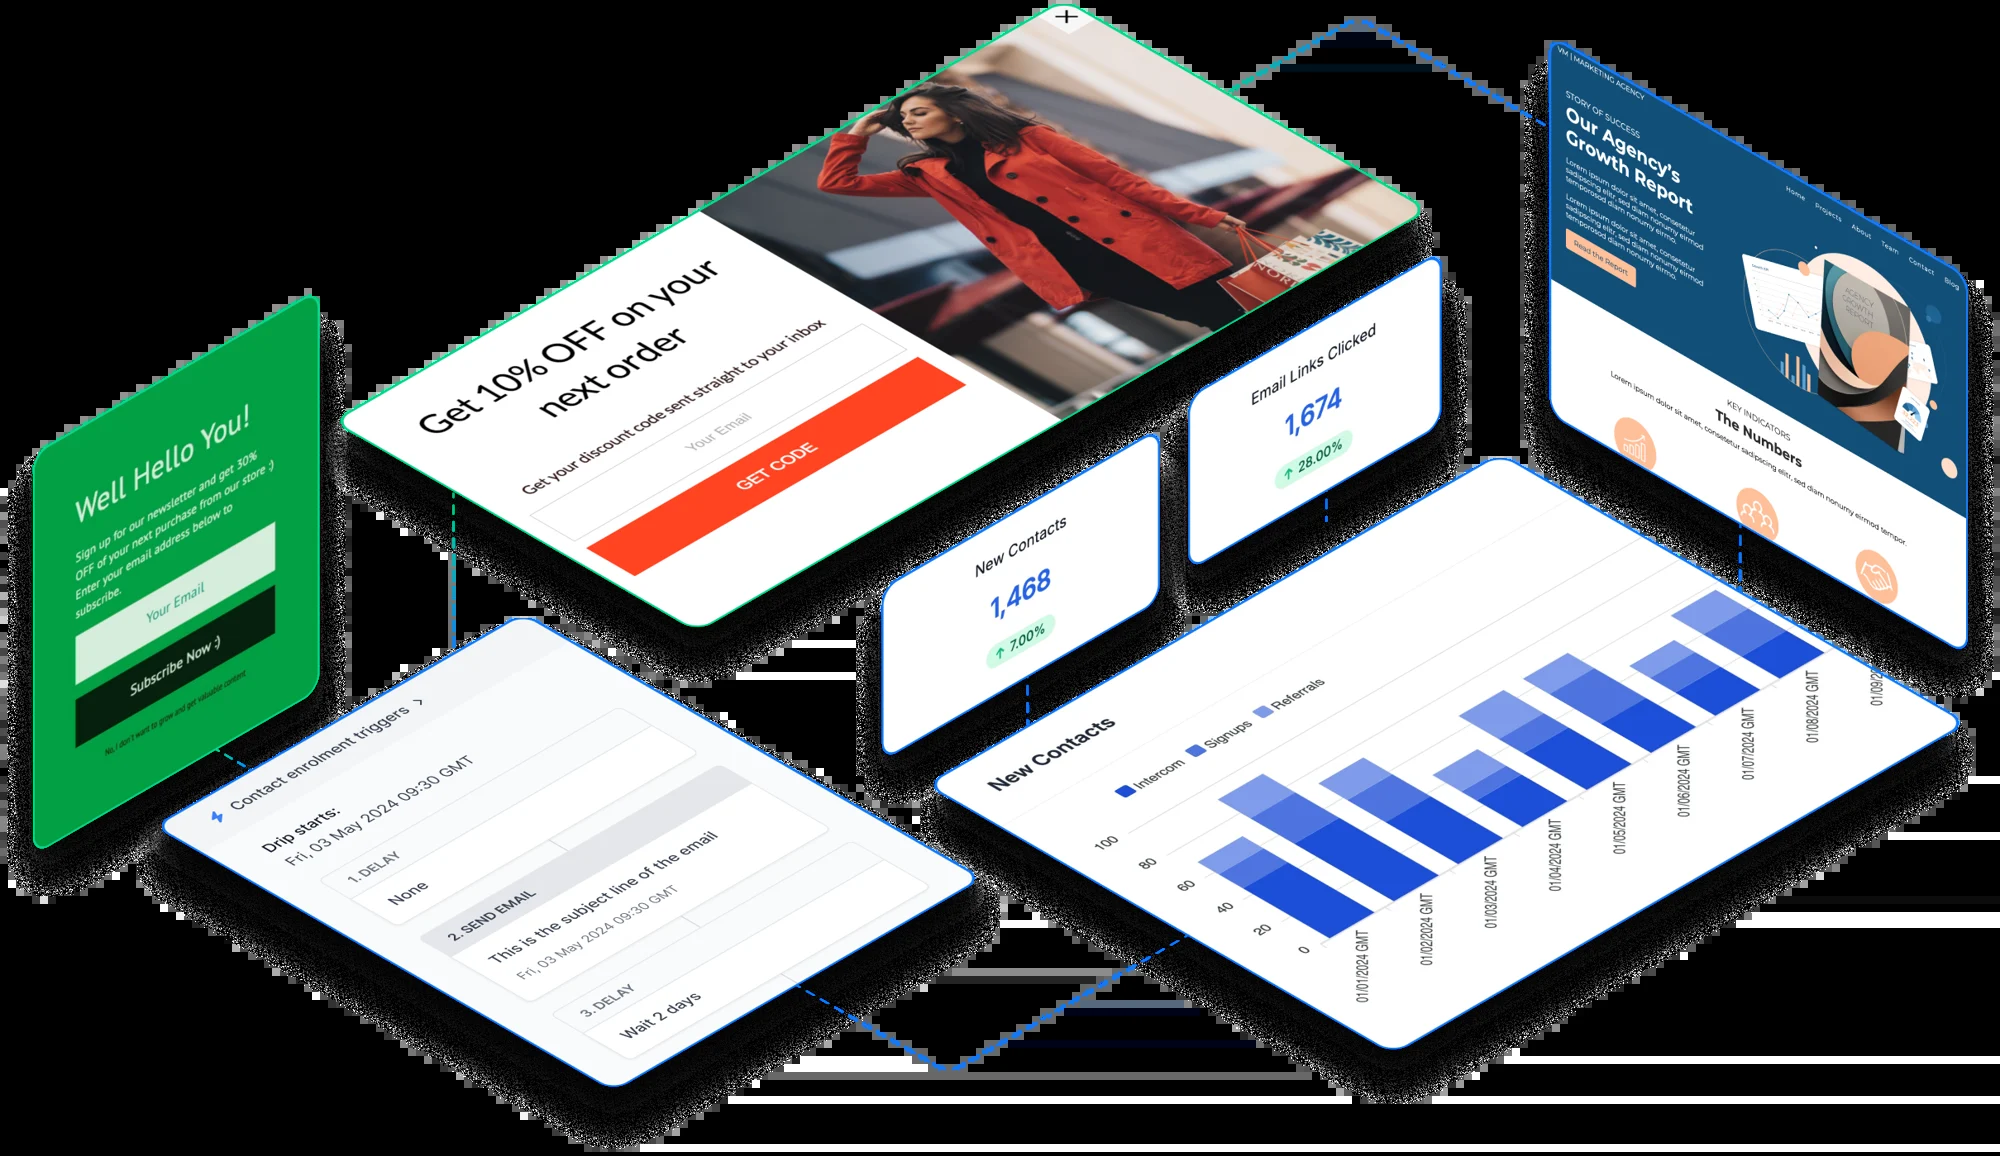 Well Hello You!
Sign up for our newsletter and get 30%
OFF of your next purchase from our store :)
Enter your email address below to
subscribe.
Your Email
Subscribe Now :)
No, I don't want to grow and get valuable content
Get 10% OFF on your
next order
Get your discount code sent straight to your inbox
Your Email
GET CODE
Contact enrolment triggers
Drip starts:
Fri, 03 May 2024 09:30 GMT
1. DELAY
None
2. SEND EMAIL
This is the subject line of the email
Fri, 03 May 2024 09:30 GMT
3. DELAY
Wait 2 days
New Contacts
1,468
7.00%
Email Links Clicked
1,674
28.00%
New Contacts
Intercom
Signups
Referrals
100
80
60
40
20
0
01/01/2024 GMT
01/02/2024 GMT
01/03/2024 GMT
01/04/2024 GMT
01/05/2024 GMT
01/06/2024 GMT
01/07/2024 GMT
01/08/2024 GMT
01/09/2
VM | MARKETING AGENCY
Home Projects About Team Contact Blog
STORY OF SUCCESS
Our Agency's
Growth Report
Lorem ipsum dolor sit amet, consetetur
sadipscing elitr, sed diam nonumy eirmod
temporosod diam nonumy eirmo.
Lorem ipsum dolor sit amet, consetetur
sadipscing elitr, sed diam nonumy eirmod
temporosod diam nonumy eirmo.
Read the Report
AGENCY
GROWTH
REPORT
KEY INDICATORS
The Numbers
Lorem ipsum dolor sit amet, consetetur sadipscing elitr, sed diam nonumy eirmod tempor.